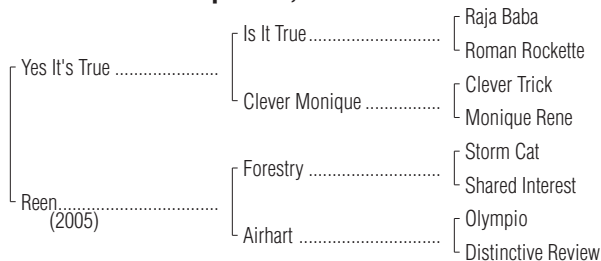 Raja Baba
Is It True
Roman Rockette
Yes It's True
Clever Trick
Clever Monique
Monique Rene
Storm Cat
Forestry
Shared Interest
Reen
(2005)
Olympio
Airhart
Distinctive Review